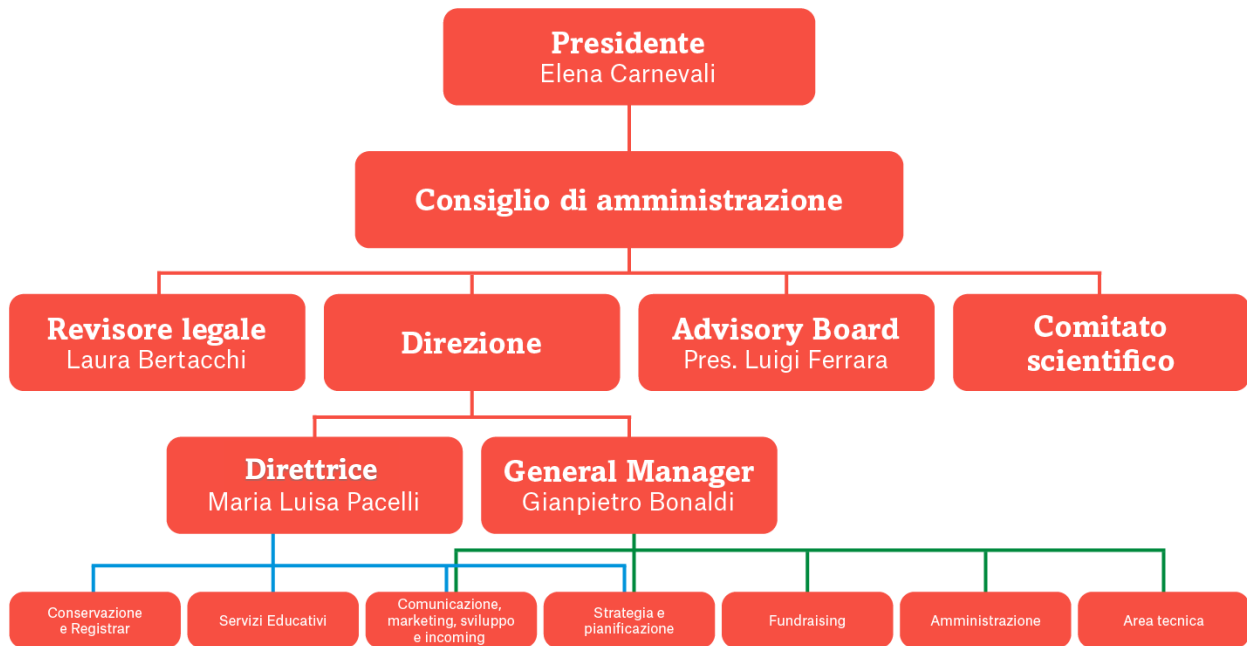 Presidente
Elena Carnevali
Consiglio di amministrazione
Revisore legale
Laura Bertacchi
Direzione
Advisory Board
Pres. Luigi Ferrara
Comitato
scientifico
Direttrice
Maria Luisa Pacelli
General Manager
Gianpietro Bonaldi
Conservazione
e Registrar
Servizi Educativi
Comunicazione,
marketing, sviluppo
e incoming
Strategia e
pianificazione
Fundraising
Amministrazione
Area tecnica